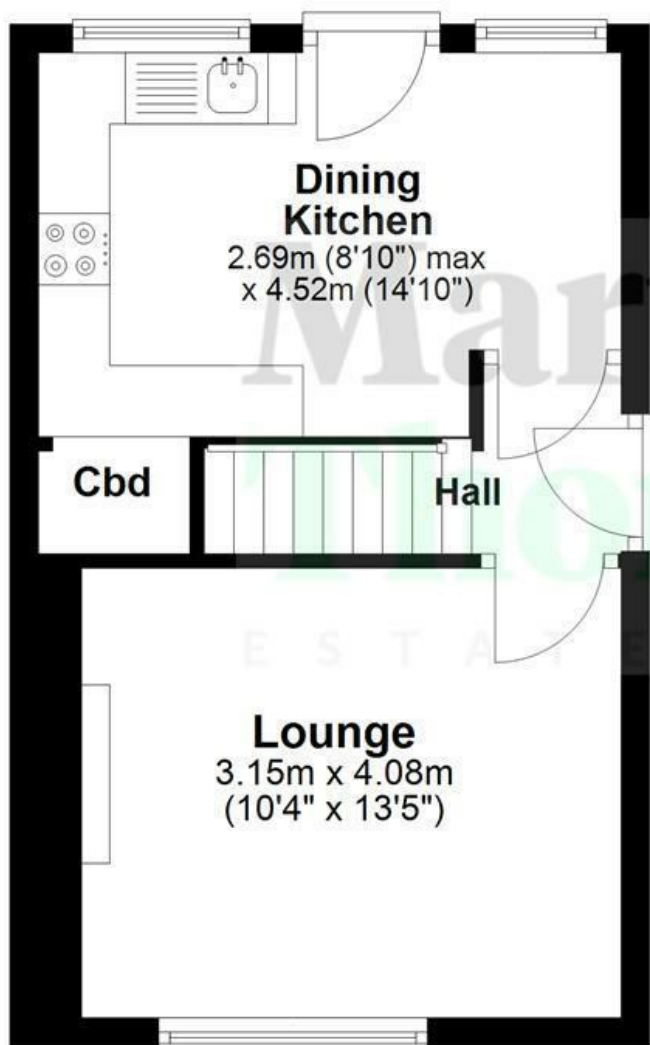 Dining
Kitchen
2.69m (8'10") max
x 4.52m (14'10")
Cbd
Hall
Lounge
3.15m x 4.08m
(10'4" x 13'5")